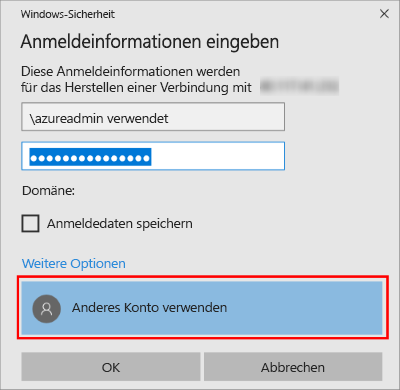 Windows-Sicherheit
Anmeldeinformationen eingeben
Diese Anmeldeinformationen werden
für das Herstellen einer Verbindung mit
\azureadmin verwendet
Domäne:
Anmeldedaten speichern
Weitere Optionen
Anderes Konto verwenden
OK
Abbrechen